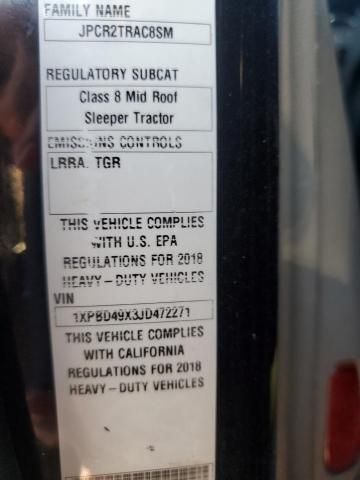 FAMILY NAME
JPCR2TRAC8SM
REGULATORY SUBCAT
Class 8 Mid Roof
Sleeper Tractor
EMISSIONS CONTROLS
LRRA, TGR
THIS VEHICLE COMPLIES
WITH U.S. EPA
REGULATIONS FOR 2018
HEAVY-DUTY VEHICLES
VIN
1XPBD49X3JD472271
THIS VEHICLE COMPLIES
WITH CALIFORNIA
REGULATIONS FOR 2018
HEAVY-DUTY VEHICLES